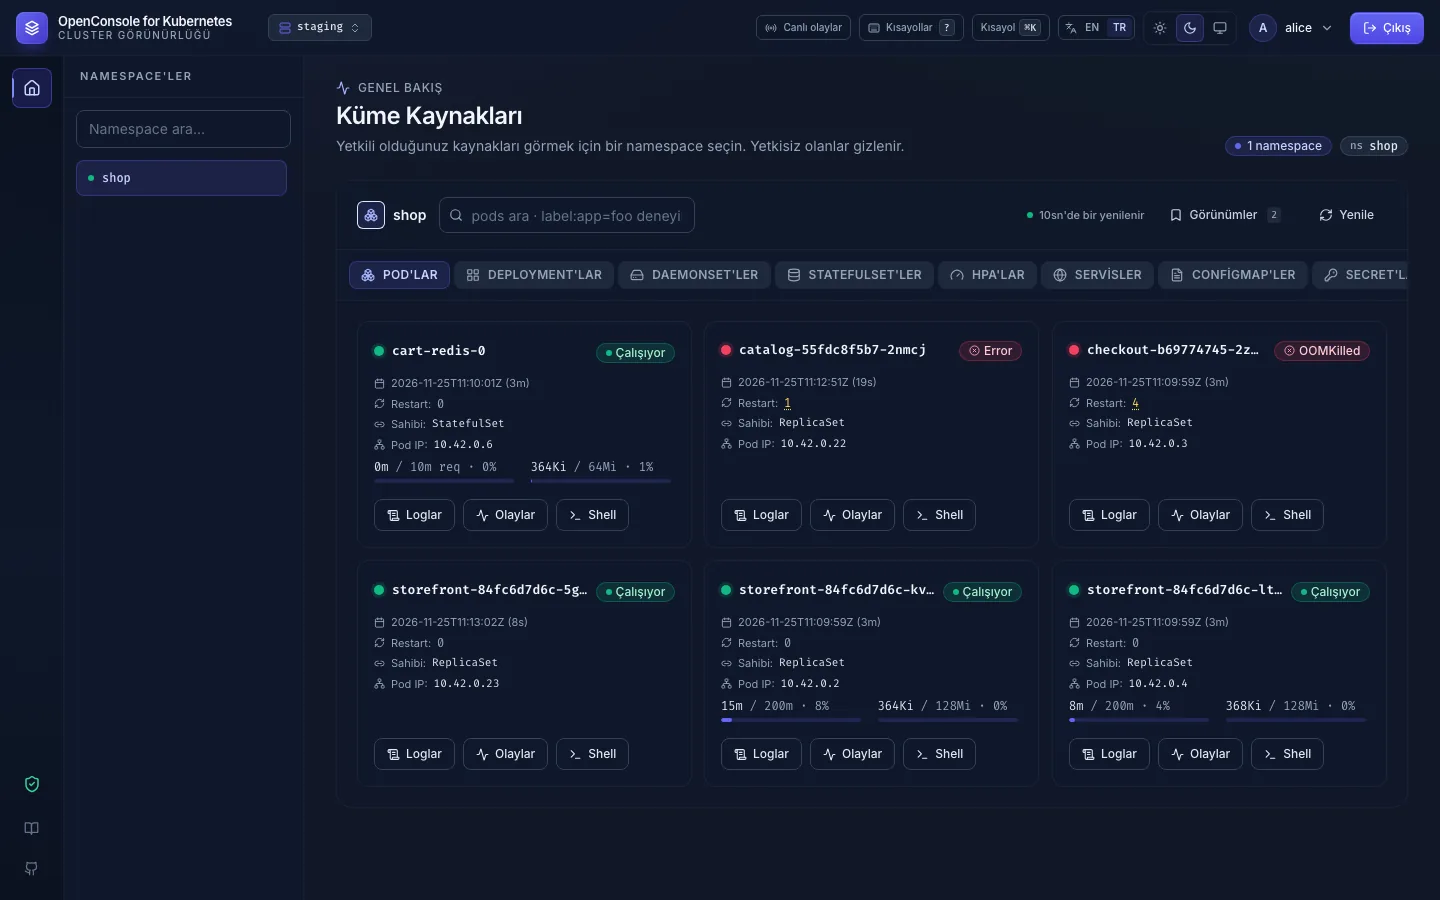 OpenConsole for Kubernetes
CLUSTER GÖRÜNÜRLÜĞÜ
staging
Canlı olaylar
Kısayollar ?
Kısayol ⌘K
EN TR
A alice
Çıkış
NAMESPACE'LER
Namespace ara...
shop
GENEL BAKIŞ
Küme Kaynakları
Yetkili olduğunuz kaynakları görmek için bir namespace seçin. Yetkisiz olanlar gizlenir.
1 namespace
ns shop
shop
pods ara · label:app=foo deneyi
10sn'de bir yenilenir
Görünümler 2
Yenile
POD'LAR
DEPLOYMENT'LAR
DAEMONSET'LER
STATEFULSET'LER
HPA'LAR
SERVİSLER
CONFİGMAP'LER
SECRET'L
cart-redis-0
Çalışıyor
2026-11-25T11:10:01Z (3m)
Restart: 0
Sahibi: StatefulSet
Pod IP: 10.42.0.6
0m / 10m req · 0%
364Ki / 64Mi · 1%
Loglar
Olaylar
Shell
catalog-55fdc8f5b7-2nmcj
Error
2026-11-25T11:12:51Z (19s)
Restart: 1
Sahibi: ReplicaSet
Pod IP: 10.42.0.22
Loglar
Olaylar
Shell
checkout-b69774745-2z…
OOMKilled
2026-11-25T11:09:59Z (3m)
Restart: 4
Sahibi: ReplicaSet
Pod IP: 10.42.0.3
Loglar
Olaylar
Shell
storefront-84fc6d7d6c-5g…
Çalışıyor
2026-11-25T11:13:02Z (8s)
Restart: 0
Sahibi: ReplicaSet
Pod IP: 10.42.0.23
Loglar
Olaylar
Shell
storefront-84fc6d7d6c-kv…
Çalışıyor
2026-11-25T11:09:59Z (3m)
Restart: 0
Sahibi: ReplicaSet
Pod IP: 10.42.0.2
15m / 200m · 8%
364Ki / 128Mi · 0%
Loglar
Olaylar
Shell
storefront-84fc6d7d6c-lt…
Çalışıyor
2026-11-25T11:09:59Z (3m)
Restart: 0
Sahibi: ReplicaSet
Pod IP: 10.42.0.4
8m / 200m · 4%
368Ki / 128Mi · 0%
Loglar
Olaylar
Shell